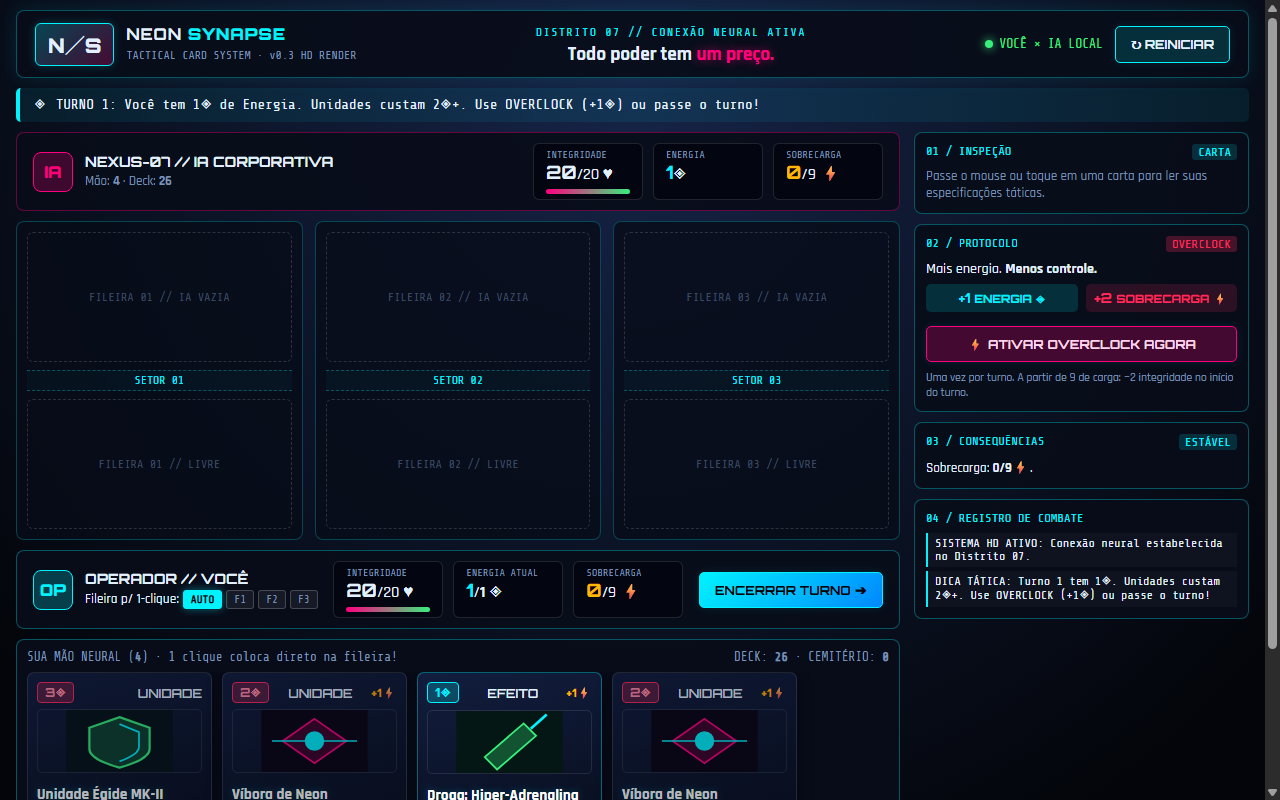 N/S
NEON SYNAPSE
TACTICAL CARD SYSTEM · v0.3 HD RENDER
DISTRITO 07 // CONEXÃO NEURAL ATIVA
Todo poder tem um preço.
VOCÊ × IA LOCAL
↻ REINICIAR
◈ TURNO 1: Você tem 1◈ de Energia. Unidades custam 2◈+. Use OVERCLOCK (+1◈) ou passe o turno!
IA
NEXUS-07 // IA CORPORATIVA
Mão: 4 · Deck: 26
INTEGRIDADE
20/20 ♥
ENERGIA
1◈
SOBRECARGA
0/9 ⚡
FILEIRA 01 // IA VAZIA
FILEIRA 02 // IA VAZIA
FILEIRA 03 // IA VAZIA
SETOR 01
SETOR 02
SETOR 03
FILEIRA 01 // LIVRE
FILEIRA 02 // LIVRE
FILEIRA 03 // LIVRE
OP
OPERADOR // VOCÊ
Fileira p/ 1-clique: AUTO F1 F2 F3
INTEGRIDADE
20/20 ♥
ENERGIA ATUAL
1/1 ◈
SOBRECARGA
0/9 ⚡
ENCERRAR TURNO ➜
SUA MÃO NEURAL (4) · 1 clique coloca direto na fileira!
DECK: 26 · CEMITÉRIO: 0
3◈ UNIDADE
Unidade Égide MK-II
2◈ UNIDADE +1⚡
Víbora de Neon
1◈ EFEITO +1⚡
Droga: Hiper-Adrenalina
2◈ UNIDADE +1⚡
Víbora de Neon
01 / INSPEÇÃO
CARTA
Passe o mouse ou toque em uma carta para ler suas
especificações táticas.
02 / PROTOCOLO
OVERCLOCK
Mais energia. Menos controle.
+1 ENERGIA ◈
+2 SOBRECARGA ⚡
⚡ ATIVAR OVERCLOCK AGORA
Uma vez por turno. A partir de 9 de carga: −2 integridade no início
do turno.
03 / CONSEQUÊNCIAS
ESTÁVEL
Sobrecarga: 0/9 ⚡ .
04 / REGISTRO DE COMBATE
SISTEMA HD ATIVO: Conexão neural estabelecida
no Distrito 07.
DICA TÁTICA: Turno 1 tem 1◈. Unidades custam
2◈+. Use OVERCLOCK (+1◈) ou passe o turno!